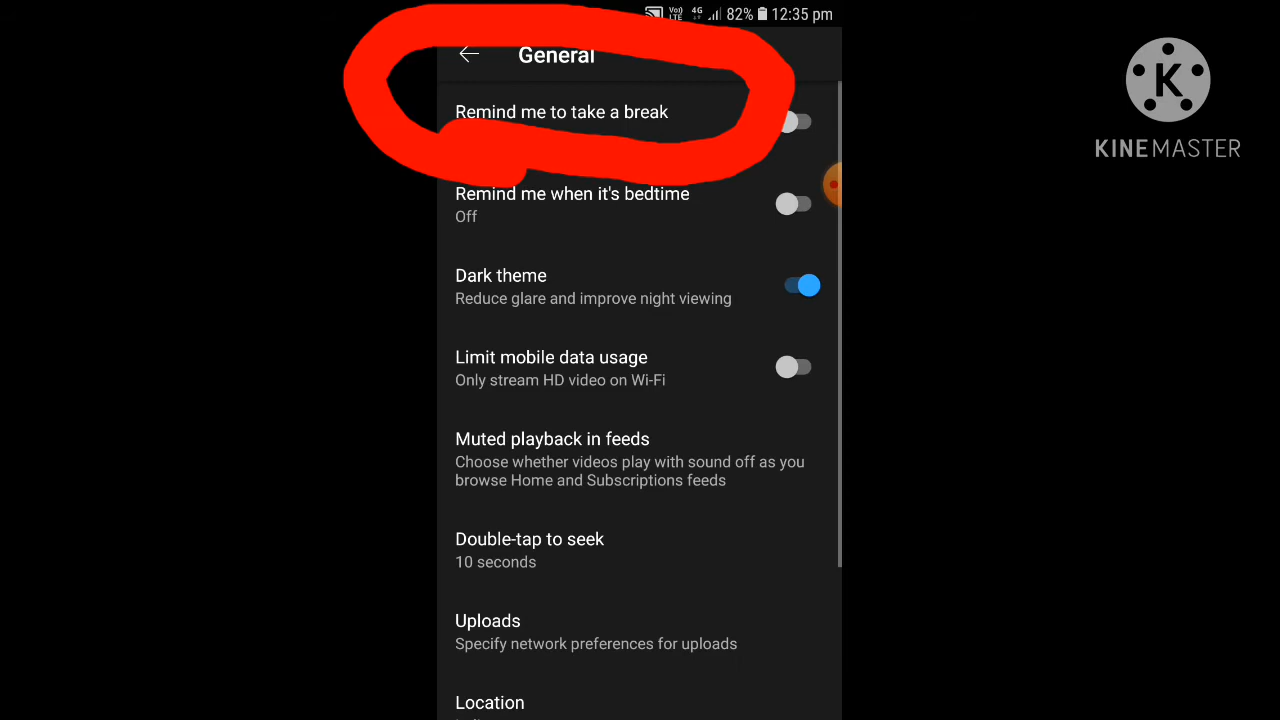 Vo)) LTE 4G 82% 12:35 pm
General
Remind me to take a break
Remind me when it's bedtime
Off
Dark theme
Reduce glare and improve night viewing
Limit mobile data usage
Only stream HD video on Wi-Fi
Muted playback in feeds
Choose whether videos play with sound off as you
browse Home and Subscriptions feeds
Double-tap to seek
10 seconds
Uploads
Specify network preferences for uploads
Location
K
KINEMASTER